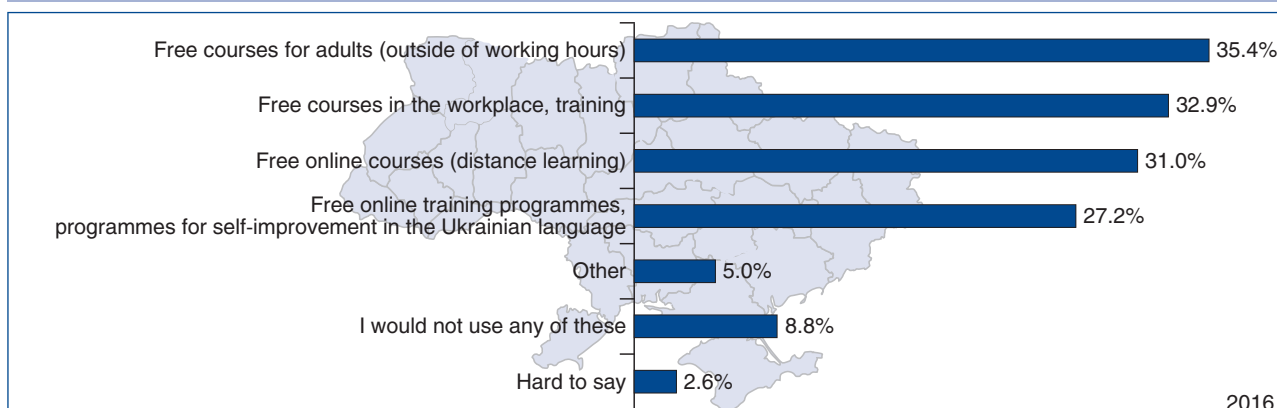 Free courses for adults (outside of working hours) 35.4%
Free courses in the workplace, training 32.9%
Free online courses (distance learning) 31.0%
Free online training programmes,
programmes for self-improvement in the Ukrainian language 27.2%
Other 5.0%
I would not use any of these 8.8%
Hard to say 2.6%
2016